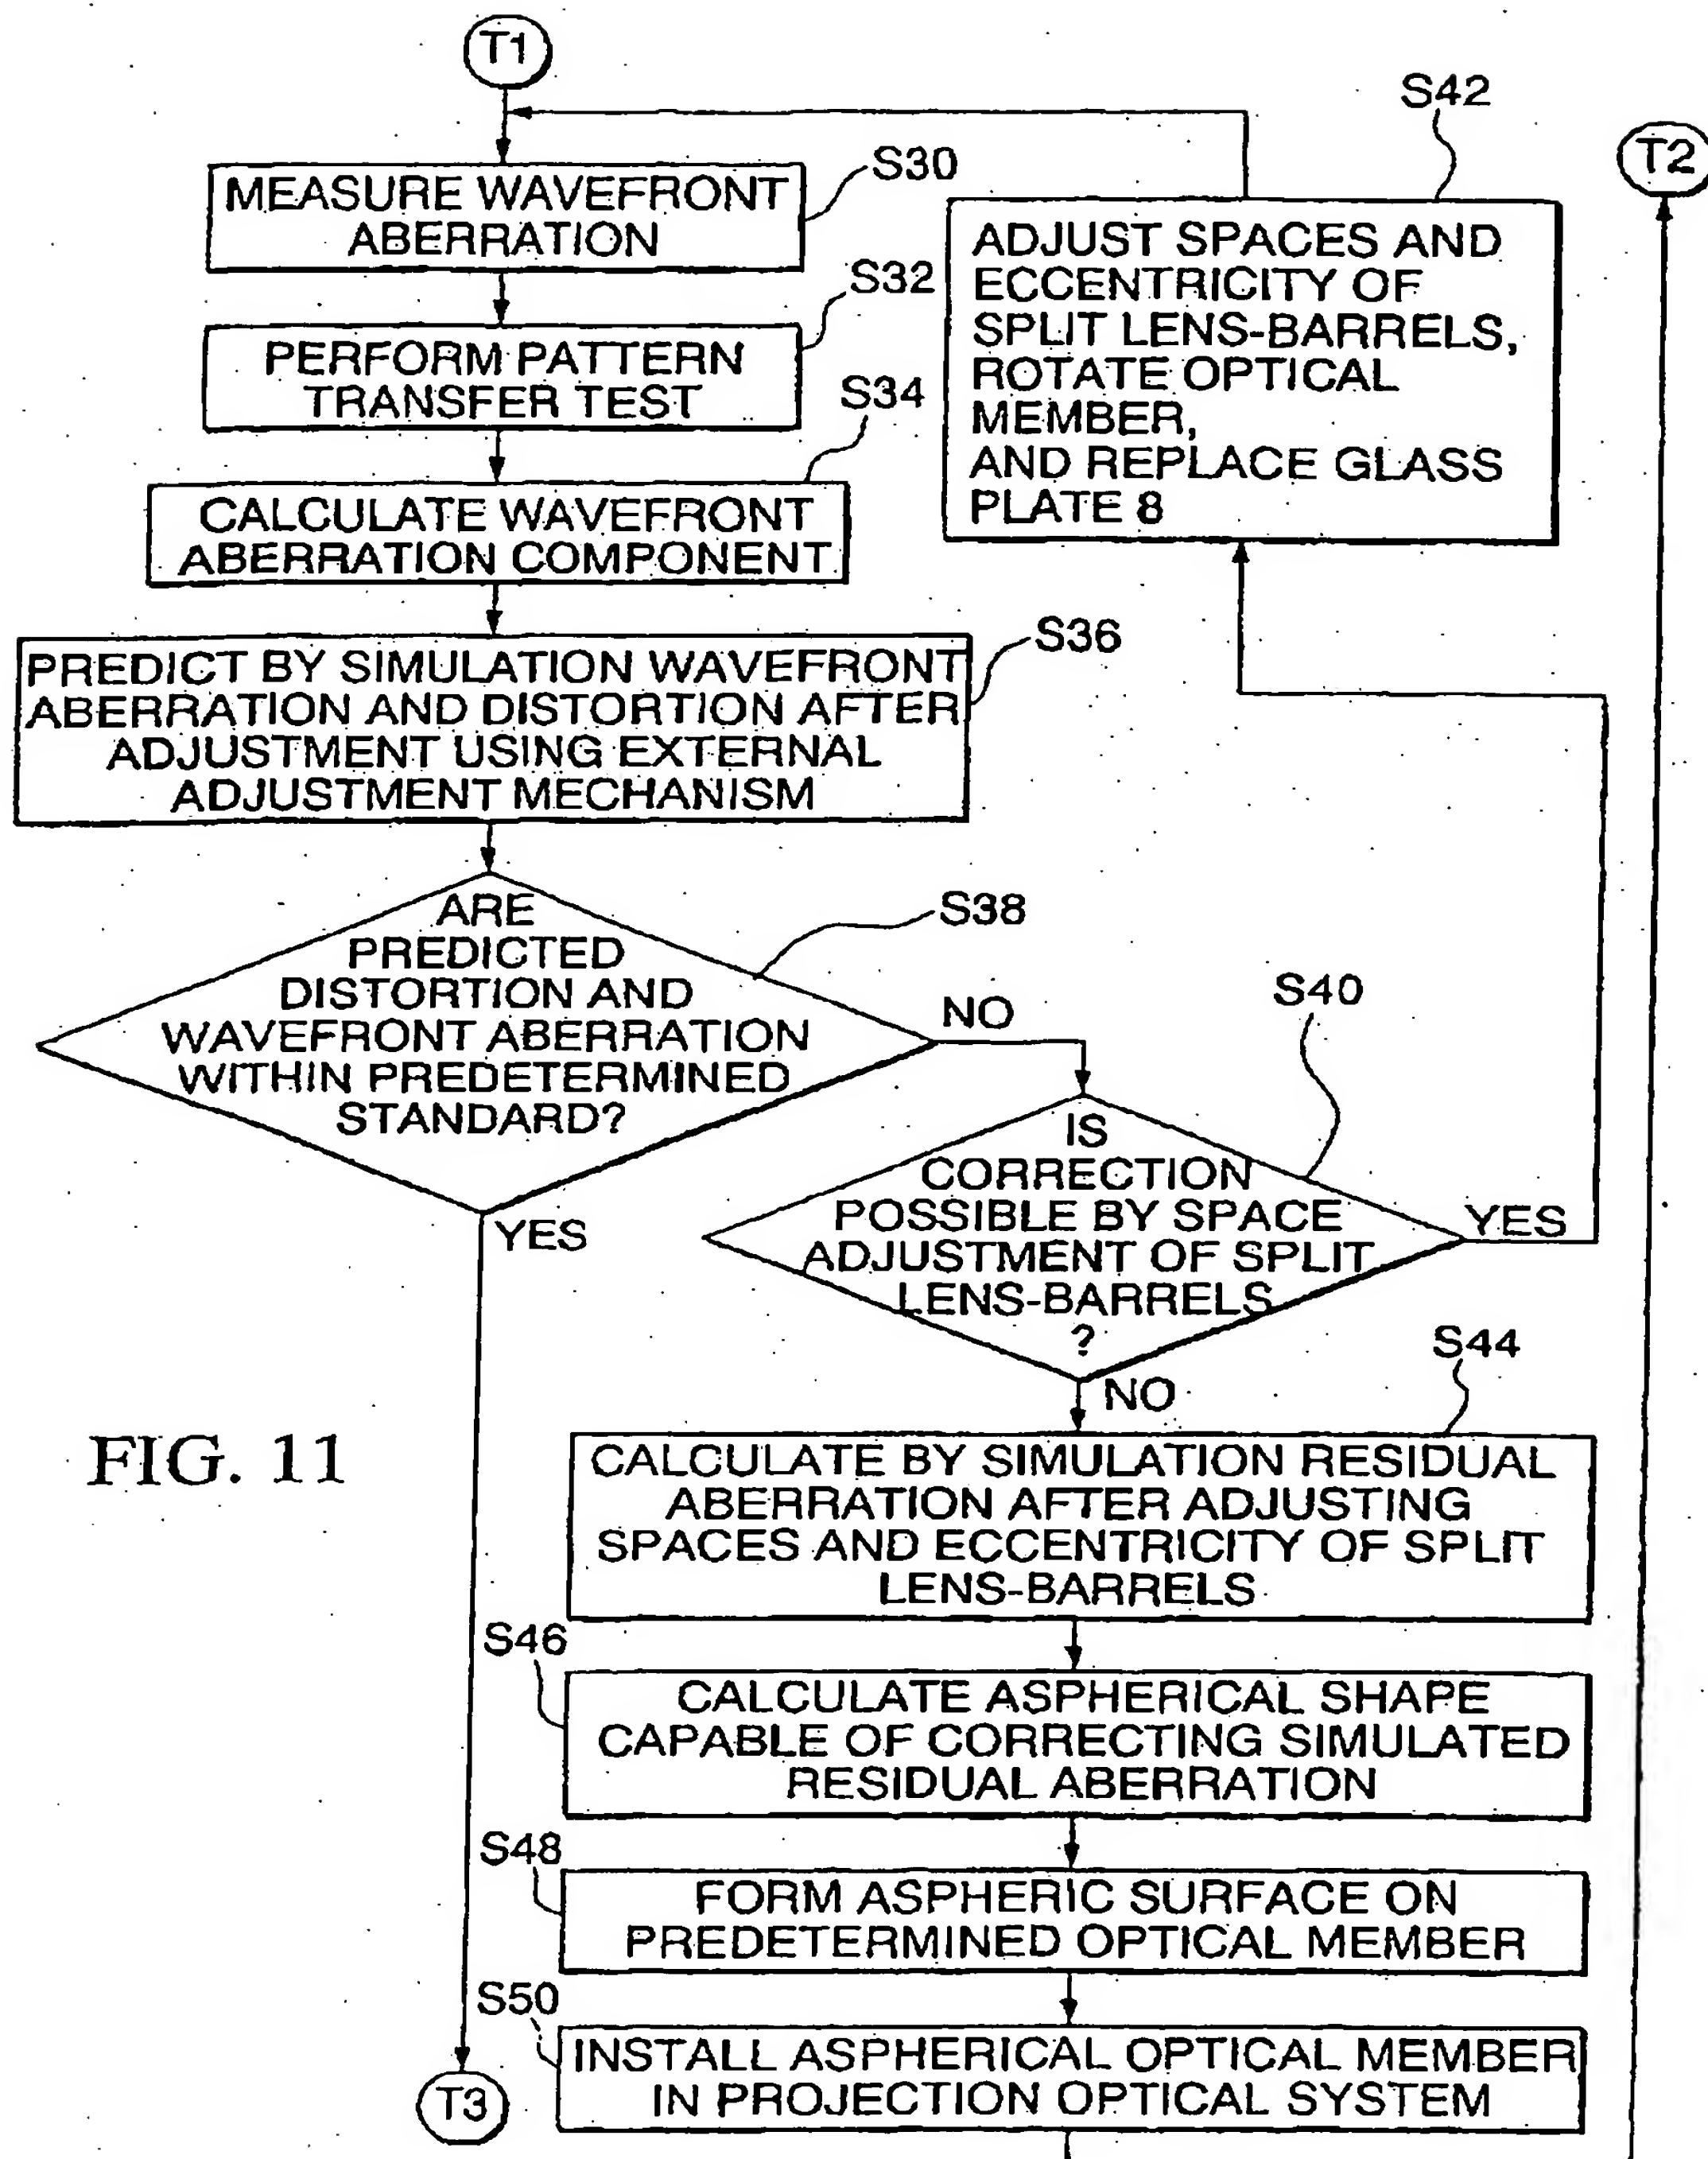 T1
S42
T2
S30
MEASURE WAVEFRONT
ABERRATION
ADJUST SPACES AND
ECCENTRICITY OF
SPLIT LENS-BARRELS,
ROTATE OPTICAL
MEMBER,
AND REPLACE GLASS
PLATE 8
S32
PERFORM PATTERN
TRANSFER TEST
S34
CALCULATE WAVEFRONT
ABERRATION COMPONENT
S36
PREDICT BY SIMULATION WAVEFRONT
ABERRATION AND DISTORTION AFTER
ADJUSTMENT USING EXTERNAL
ADJUSTMENT MECHANISM
S38
ARE
PREDICTED
DISTORTION AND
WAVEFRONT ABERRATION
WITHIN PREDETERMINED
STANDARD?
NO
YES
S40
IS
CORRECTION
POSSIBLE BY SPACE
ADJUSTMENT OF SPLIT
LENS-BARRELS
?
YES
NO
S44
FIG. 11
CALCULATE BY SIMULATION RESIDUAL
ABERRATION AFTER ADJUSTING
SPACES AND ECCENTRICITY OF SPLIT
LENS-BARRELS
S46
CALCULATE ASPHERICAL SHAPE
CAPABLE OF CORRECTING SIMULATED
RESIDUAL ABERRATION
S48
FORM ASPHERIC SURFACE ON
PREDETERMINED OPTICAL MEMBER
S50
INSTALL ASPHERICAL OPTICAL MEMBER
IN PROJECTION OPTICAL SYSTEM
T3